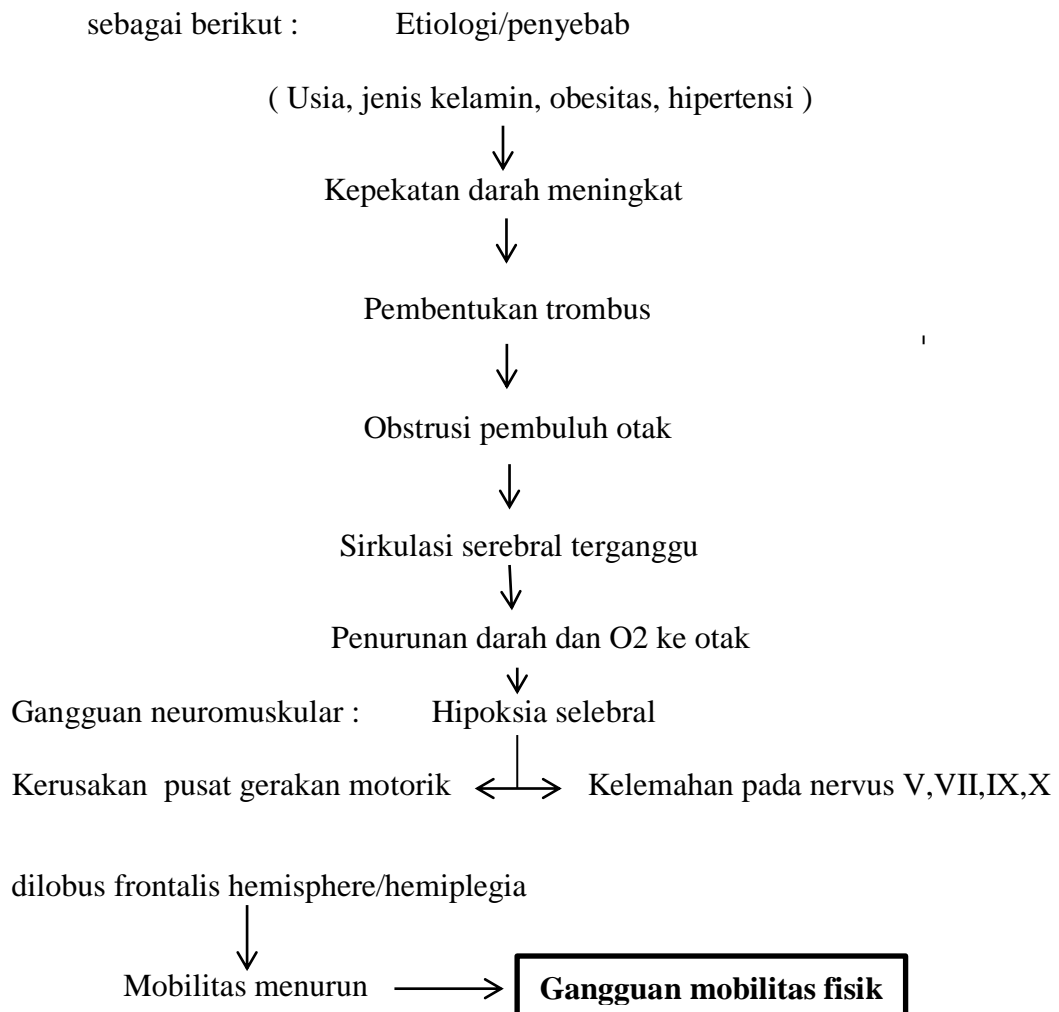 sebagai berikut : Etiologi/penyebab
( Usia, jenis kelamin, obesitas, hipertensi )
Kepekatan darah meningkat
Pembentukan trombus
Obstrusi pembuluh otak
Sirkulasi serebral terganggu
Penurunan darah dan O2 ke otak
Gangguan neuromuskular : Hipoksia selebral
Kerusakan pusat gerakan motorik Kelemahan pada nervus V,VII,IX,X
dilobus frontalis hemisphere/hemiplegia
Mobilitas menurun Gangguan mobilitas fisik